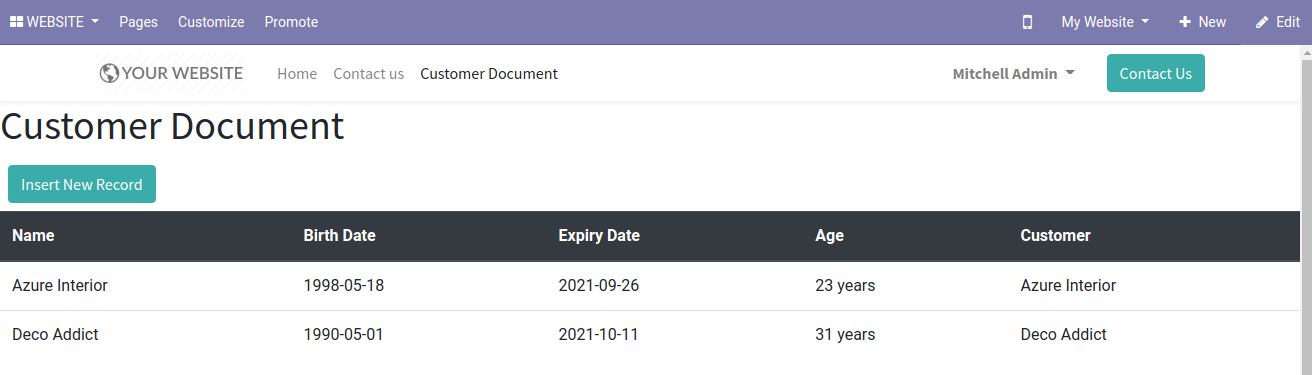 WEBSITE Pages Customize Promote My Website New Edit
YOUR WEBSITE Home Contact us Customer Document Mitchell Admin Contact Us
Customer Document
Insert New Record
Name Birth Date Expiry Date Age Customer
Azure Interior 1998-05-18 2021-09-26 23 years Azure Interior
Deco Addict 1990-05-01 2021-10-11 31 years Deco Addict